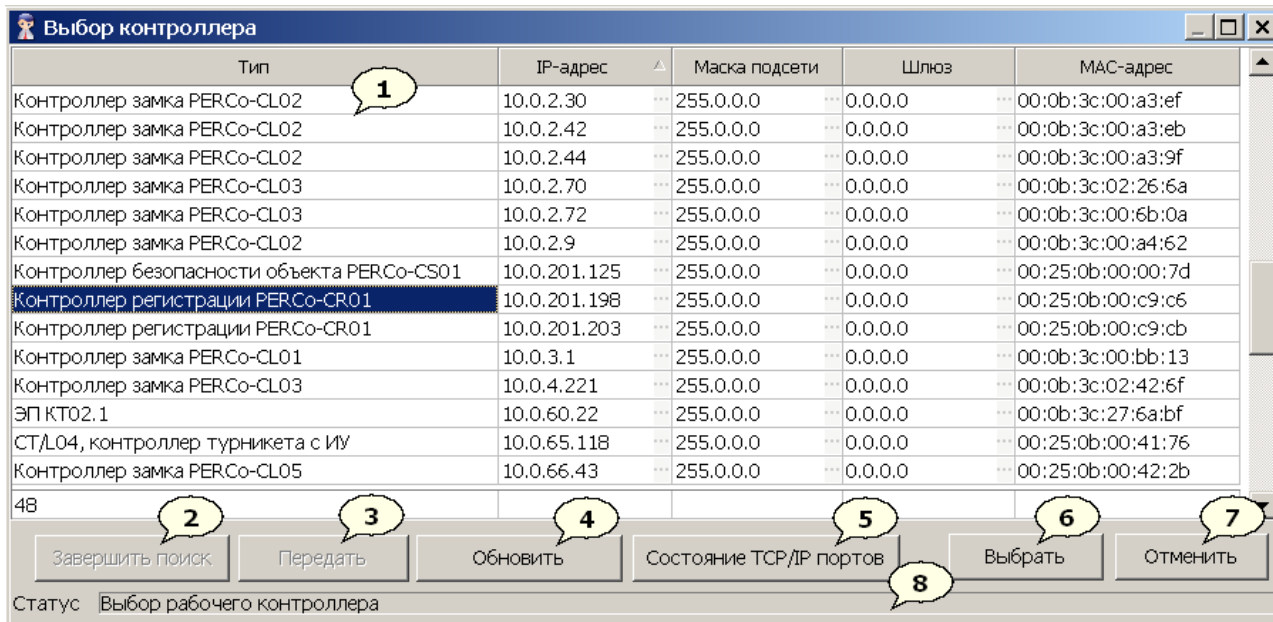 Выбор контроллера
Тип IP-адрес Маска подсети Шлюз MAC-адрес
1
Контроллер замка PERCo-CL02 10.0.2.30 ... 255.0.0.0 ... 0.0.0.0 ... 00:0b:3c:00:a3:ef
Контроллер замка PERCo-CL02 10.0.2.42 ... 255.0.0.0 ... 0.0.0.0 ... 00:0b:3c:00:a3:eb
Контроллер замка PERCo-CL02 10.0.2.44 ... 255.0.0.0 ... 0.0.0.0 ... 00:0b:3c:00:a3:9f
Контроллер замка PERCo-CL03 10.0.2.70 ... 255.0.0.0 ... 0.0.0.0 ... 00:0b:3c:02:26:6a
Контроллер замка PERCo-CL03 10.0.2.72 ... 255.0.0.0 ... 0.0.0.0 ... 00:0b:3c:00:6b:0a
Контроллер замка PERCo-CL02 10.0.2.9 ... 255.0.0.0 ... 0.0.0.0 ... 00:0b:3c:00:a4:62
Контроллер безопасности объекта PERCo-CS01 10.0.201.125 ... 255.0.0.0 ... 0.0.0.0 ... 00:25:0b:00:00:7d
Контроллер регистрации PERCo-CR01 10.0.201.198 ... 255.0.0.0 ... 0.0.0.0 ... 00:25:0b:00:c9:c6
Контроллер регистрации PERCo-CR01 10.0.201.203 ... 255.0.0.0 ... 0.0.0.0 ... 00:25:0b:00:c9:cb
Контроллер замка PERCo-CL01 10.0.3.1 ... 255.0.0.0 ... 0.0.0.0 ... 00:0b:3c:00:bb:13
Контроллер замка PERCo-CL03 10.0.4.221 ... 255.0.0.0 ... 0.0.0.0 ... 00:0b:3c:02:42:6f
ЭП КТ02.1 10.0.60.22 ... 255.0.0.0 ... 0.0.0.0 ... 00:0b:3c:27:6a:bf
CT/L04, контроллер турникета с ИУ 10.0.65.118 ... 255.0.0.0 ... 0.0.0.0 ... 00:25:0b:00:41:76
Контроллер замка PERCo-CL05 10.0.66.43 ... 255.0.0.0 ... 0.0.0.0 ... 00:25:0b:00:42:2b
48
2 3 4 5 6 7
Завершить поиск Передать Обновить Состояние TCP/IP портов Выбрать Отменить
8
Статус Выбор рабочего контроллера